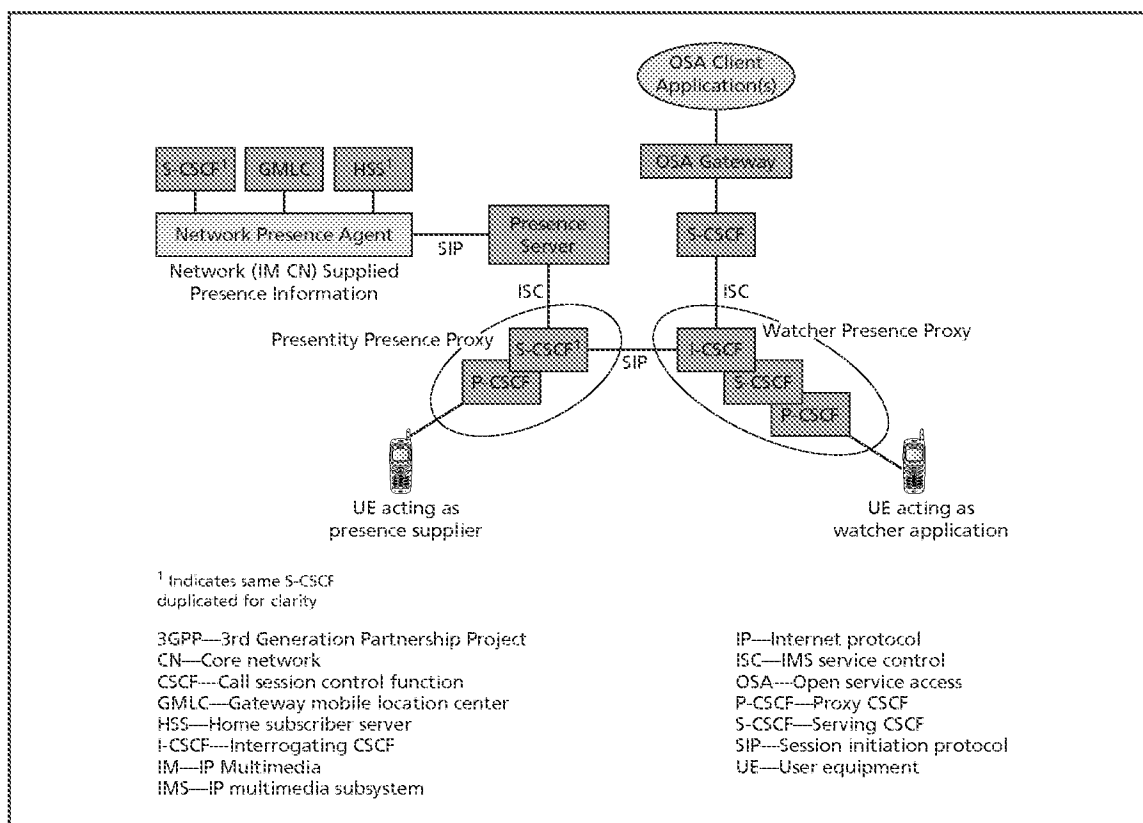 OSA Client
Application(s)
OSA Gateway
S-CSCF¹
GMLC
HSS¹
Network Presence Agent
SIP
Presence
Server
S-CSCF
Network (IM CN) Supplied
Presence Information
ISC
ISC
Presentity Presence Proxy
Watcher Presence Proxy
S-CSCF¹
SIP
I-CSCF
P-CSCF
S-CSCF
P-CSCF
UE acting as
presence supplier
UE acting as
watcher application
¹ Indicates same S-CSCF
duplicated for clarity
3GPP—3rd Generation Partnership Project
CN—Core network
CSCF—Call session control function
GMLC—Gateway mobile location center
HSS—Home subscriber server
I-CSCF—Interrogating CSCF
IM—IP Multimedia
IMS—IP multimedia subsystem
IP—Internet protocol
ISC—IMS service control
OSA—Open service access
P-CSCF—Proxy CSCF
S-CSCF—Serving CSCF
SIP—Session initiation protocol
UE—User equipment